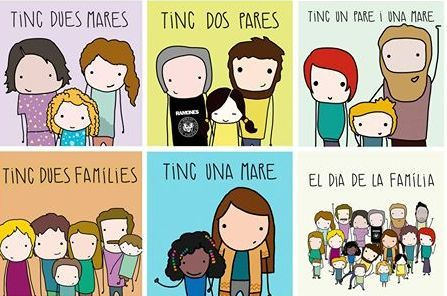 TINC DUES MARES
TINC DOS PARES
TINC UN PARE I UNA MARE
RAMONES
TINC DUES FAMÍLIES
TINÇ UNA MARE
EL DIA DE LA FAMÍLIA